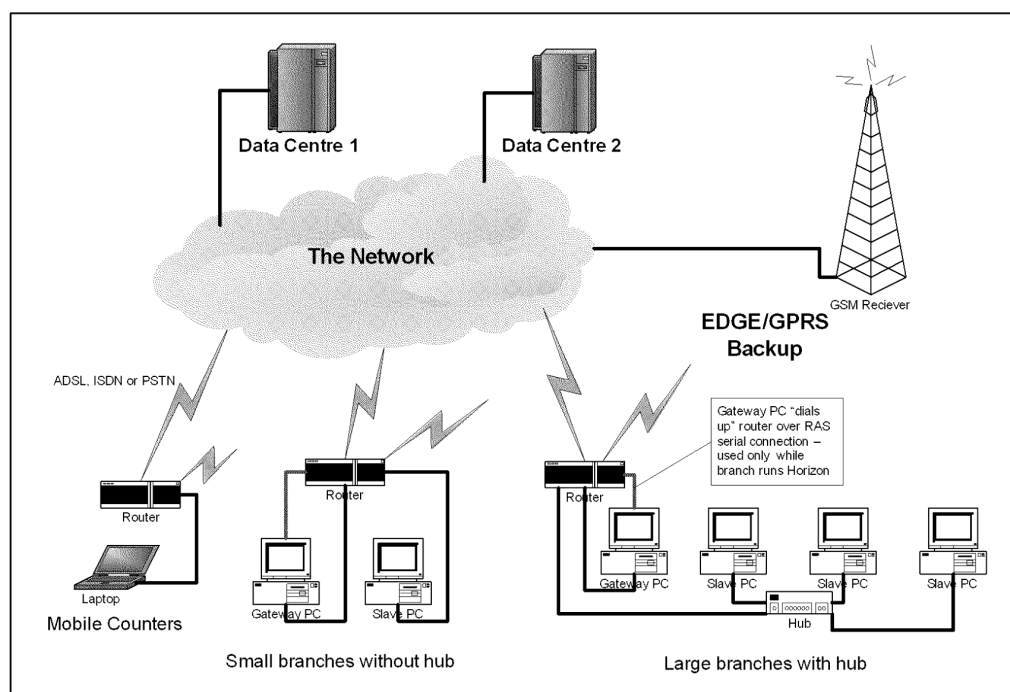 Data Centre 1
Data Centre 2
The Network
GSM Reciever
EDGE/GPRS
Backup
ADSL, ISDN or PSTN
Gateway PC "dials
up" router over RAS
serial connection –
used only while
branch runs Horizon
Router
Router
Router
Laptop
Gateway PC
Slave PC
Gateway PC
Slave PC
Slave PC
Slave PC
Hub
Mobile Counters
Small branches without hub
Large branches with hub